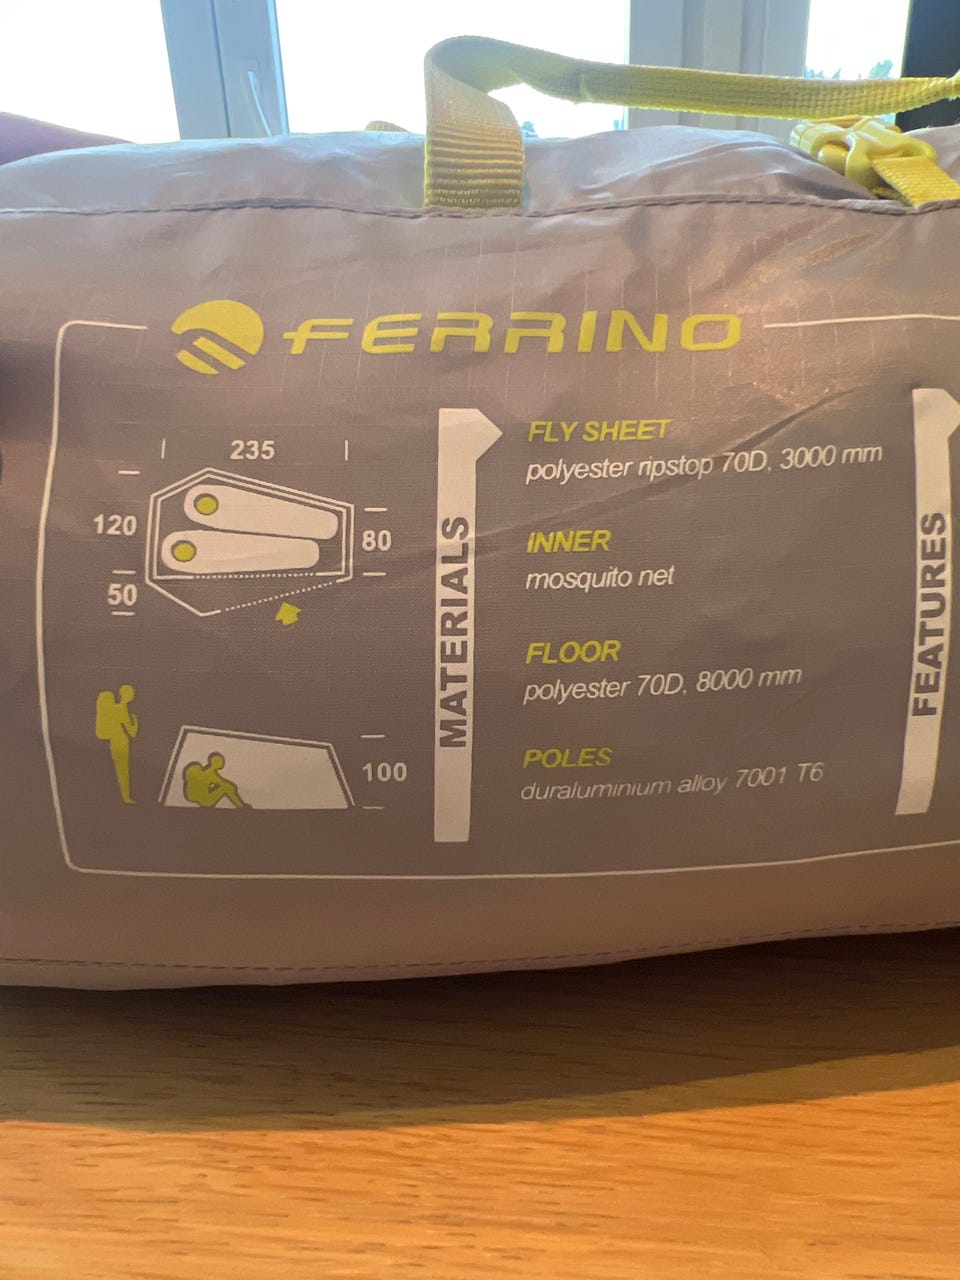 FERRINO
235
120
80
50
100
MATERIALS
FLY SHEET
polyester ripstop 70D, 3000 mm
INNER
mosquito net
FLOOR
polyester 70D, 8000 mm
POLES
duraluminium alloy 7001 T6
FEATURES